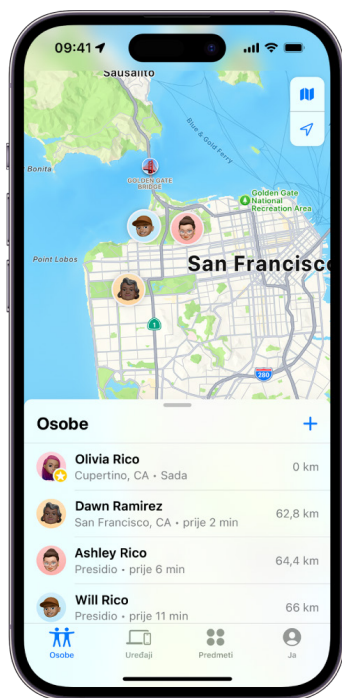 09:41
Sausalito
Blue & Gold Ferry
Bonita
GOLDEN GATE
BRIDGE
Golden Gate
National
Recreation Area
Point Lobos
San Francisco
1
280
Osobe
+
Olivia Rico
Cupertino, CA • Sada
0 km
Dawn Ramirez
San Francisco, CA • prije 2 min
62,8 km
Ashley Rico
Presidio • prije 6 min
64,4 km
Will Rico
Presidio • prije 11 min
66 km
Osobe
Uređaji
Predmeti
Ja